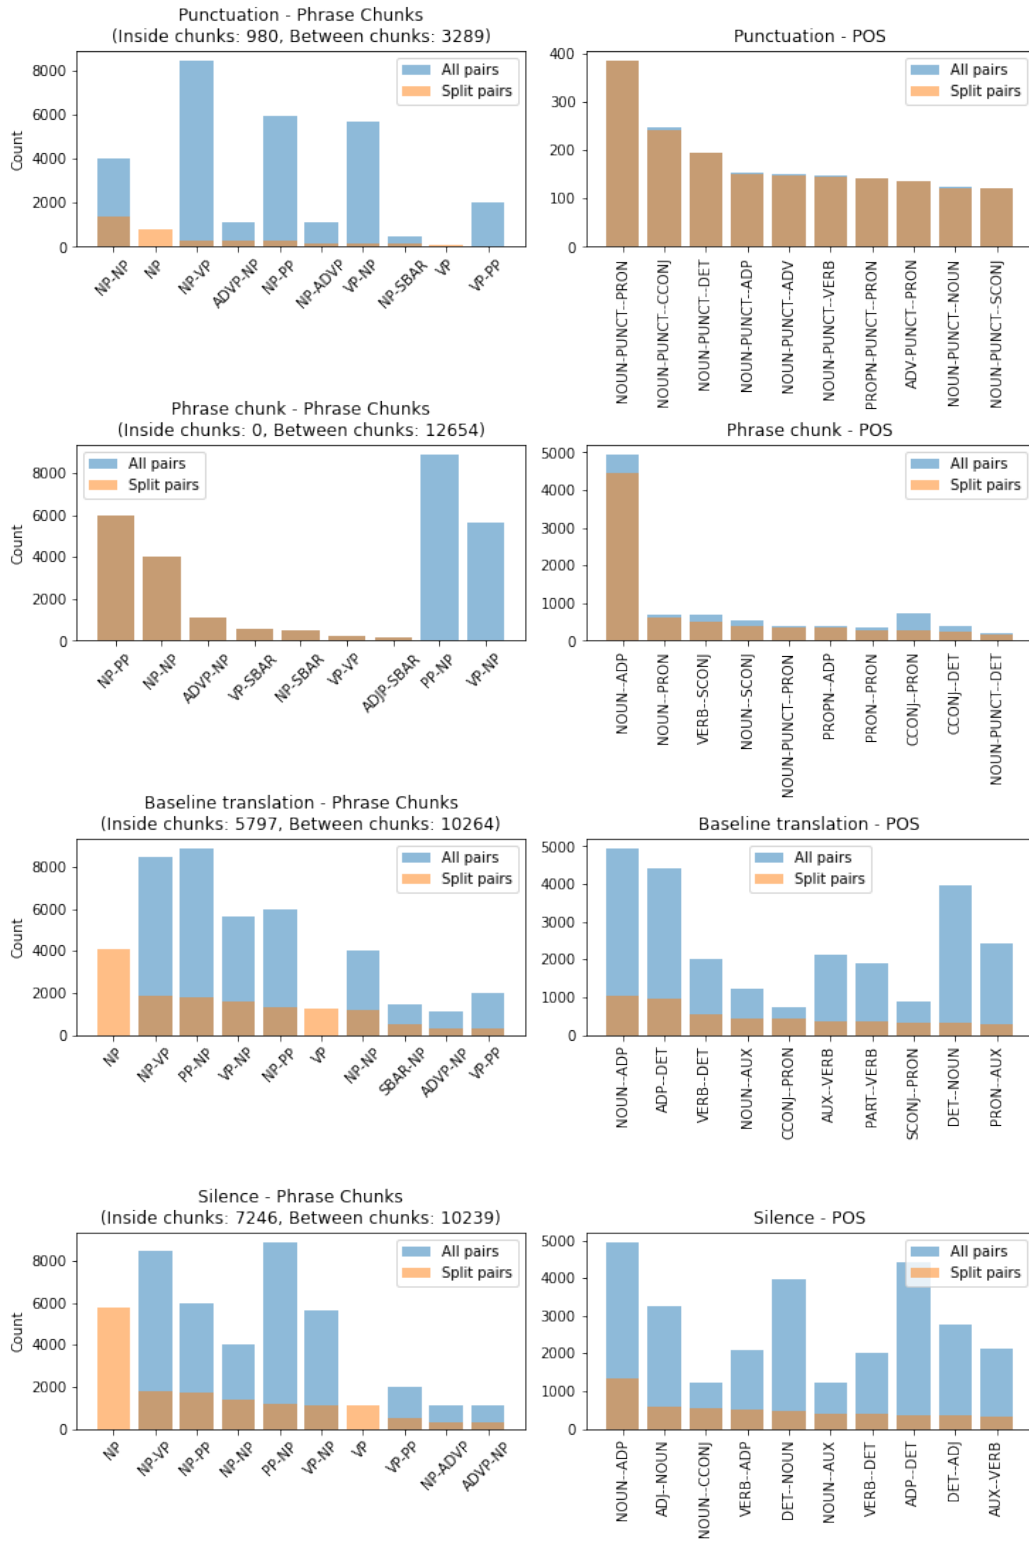 Punctuation - Phrase Chunks
(Inside chunks: 980, Between chunks: 3289)
8000
6000
4000
2000
0
Count
All pairs
Split pairs
NP-NP
NP
NP-VP
ADVP-NP
NP-PP
NP-ADVP
VP-NP
NP-SBAR
VP
VP-PP
Punctuation - POS
400
300
200
100
0
All pairs
Split pairs
NOUN-PUNCT--PRON
NOUN-PUNCT--CCONJ
NOUN-PUNCT--DET
NOUN-PUNCT--ADP
NOUN-PUNCT--ADV
NOUN-PUNCT--VERB
PROPN-PUNCT--PRON
ADV-PUNCT--PRON
NOUN-PUNCT--NOUN
NOUN-PUNCT--SCONJ
Phrase chunk - Phrase Chunks
(Inside chunks: 0, Between chunks: 12654)
8000
6000
4000
2000
0
Count
All pairs
Split pairs
NP-PP
NP-NP
ADVP-NP
VP-SBAR
NP-SBAR
VP-VP
ADJP-SBAR
PP-NP
VP-NP
Phrase chunk - POS
5000
4000
3000
2000
1000
0
All pairs
Split pairs
NOUN--ADP
NOUN--PRON
VERB--SCONJ
NOUN--SCONJ
NOUN-PUNCT--PRON
PROPN--ADP
PRON--PRON
CCONJ--PRON
CCONJ--DET
NOUN-PUNCT--DET
Baseline translation - Phrase Chunks
(Inside chunks: 5797, Between chunks: 10264)
8000
6000
4000
2000
0
Count
All pairs
Split pairs
NP
NP-VP
PP-NP
VP-NP
NP-PP
VP
NP-NP
SBAR-NP
ADVP-NP
VP-PP
Baseline translation - POS
5000
4000
3000
2000
1000
0
All pairs
Split pairs
NOUN--ADP
ADP--DET
VERB--DET
NOUN--AUX
CCONJ--PRON
AUX--VERB
PART--VERB
SCONJ--PRON
DET--NOUN
PRON--AUX
Silence - Phrase Chunks
(Inside chunks: 7246, Between chunks: 10239)
8000
6000
4000
2000
0
Count
All pairs
Split pairs
NP
NP-VP
NP-PP
NP-NP
PP-NP
VP-NP
VP
VP-PP
NP-ADVP
ADVP-NP
Silence - POS
5000
4000
3000
2000
1000
0
All pairs
Split pairs
NOUN--ADP
ADJ--NOUN
NOUN--CCONJ
VERB--ADP
DET--NOUN
NOUN--AUX
VERB--DET
ADP--DET
DET--ADJ
AUX--VERB